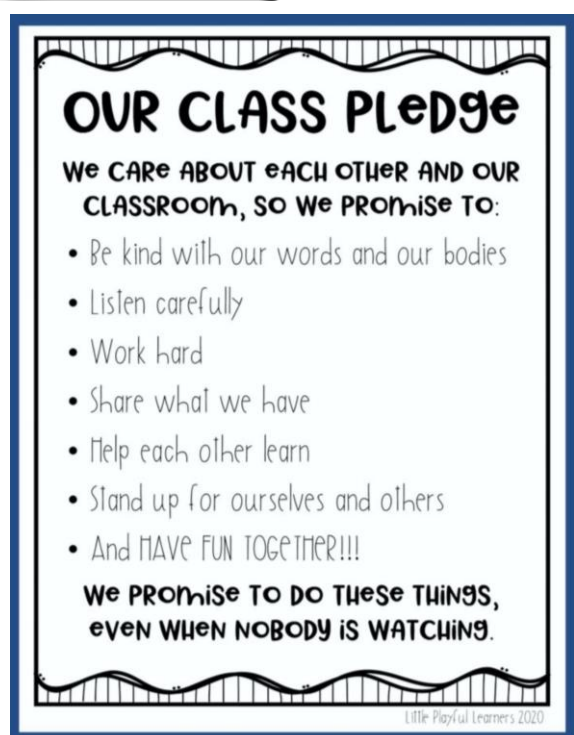 OUR CLASS PLeDge
We CARe ABOUT eACH OTHeR AND OUR
CLASSROOm, SO We PROmiSe TO:
• Be kind with our words and our bodies
• Listen carefully
• Work hard
• Share what we have
• Help each other learn
• Stand up for ourselves and others
• And HAVE FUN TOGETHER!!!
We PROmiSe TO DO THeSe THiNgS,
eVeN WHeN NOBODY iS WATCHiNg.
Little Playful Learners 2020